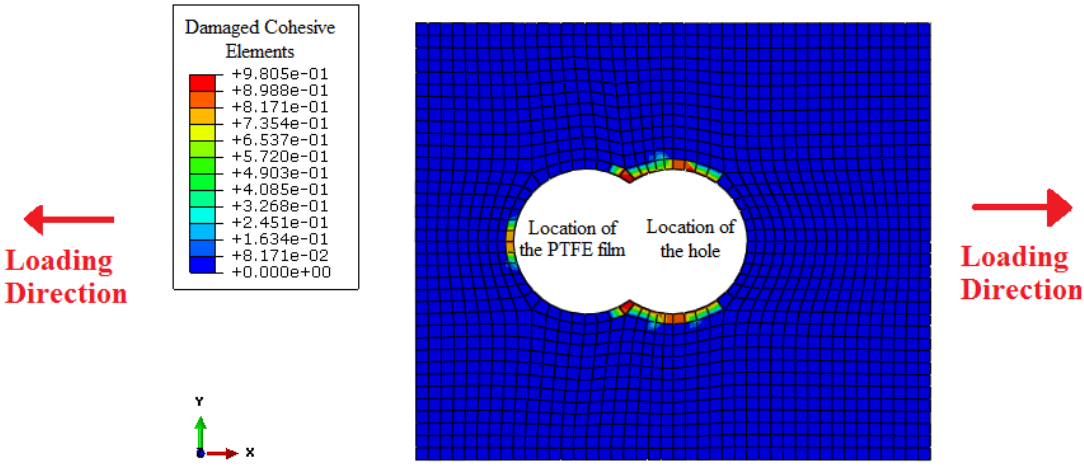 Damaged Cohesive
Elements
+9.805e-01
+8.988e-01
+8.171e-01
+7.354e-01
+6.537e-01
+5.720e-01
+4.903e-01
+4.085e-01
+3.268e-01
+2.451e-01
+1.634e-01
+8.171e-02
+0.000e+00
Loading
Direction
Location of
the PTFE film
Location of
the hole
Loading
Direction
Y
X